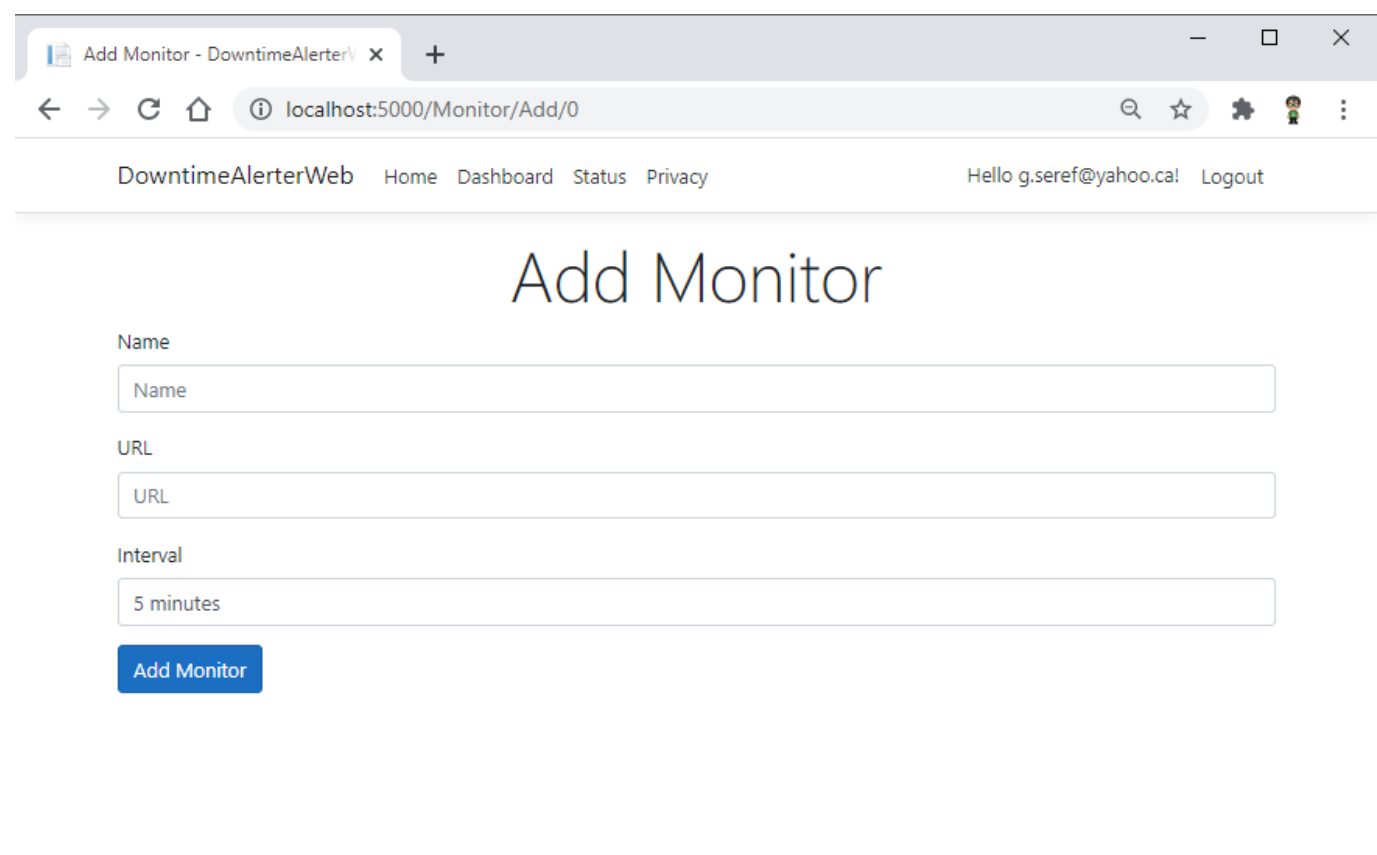 Add Monitor - DowntimeAlerter
localhost:5000/Monitor/Add/0
DowntimeAlerterWeb Home Dashboard Status Privacy Hello g.seref@yahoo.ca! Logout
Add Monitor
Name
Name
URL
URL
Interval
5 minutes
Add Monitor